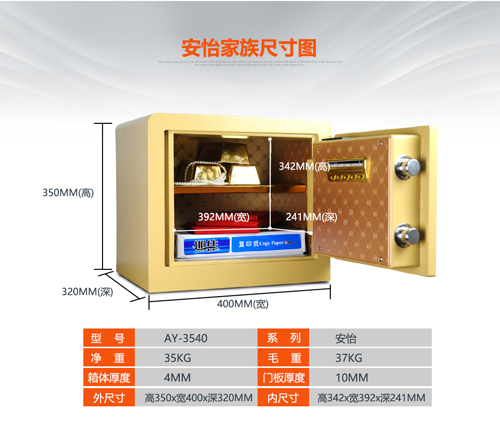 安怡家族尺寸图
342MM(高)
350MM(高)
392MM(宽)
241MM(深)
复印纸Copy Paper
320MM(深)
400MM(宽)
型 号 AY-3540 系 列 安怡
净 重 35KG 毛 重 37KG
箱体厚度 4MM 门板厚度 10MM
外尺寸 高350x宽400x深320MM 内尺寸 高342x宽392x深241MM